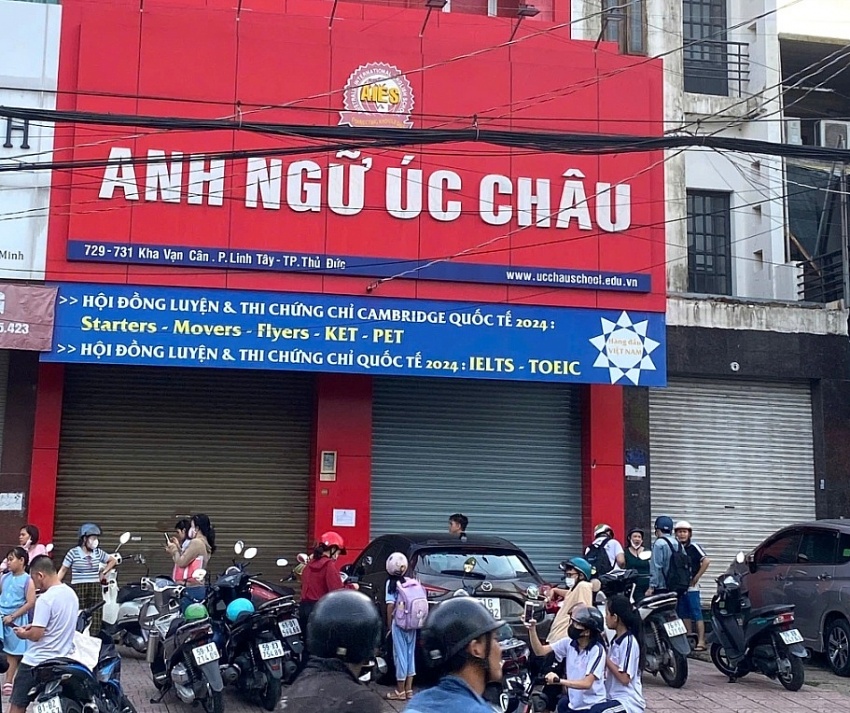 AIES
ANH NGỮ ÚC CHÂU
729-731 Kha Vạn Cân . P.Linh Tây - TP.Thủ Đức
www.ucchauschool.edu.vn
>> HỘI ĐỒNG LUYỆN & THI CHỨNG CHỈ CAMBRIDGE QUỐC TẾ 2024 :
Starters - Movers - Flyers - KET - PET
>> HỘI ĐỒNG LUYỆN & THI CHỨNG CHỈ QUỐC TẾ 2024 : IELTS - TOEIC
Hàng đầu
VIỆT NAM
H
Minh
G
5.423